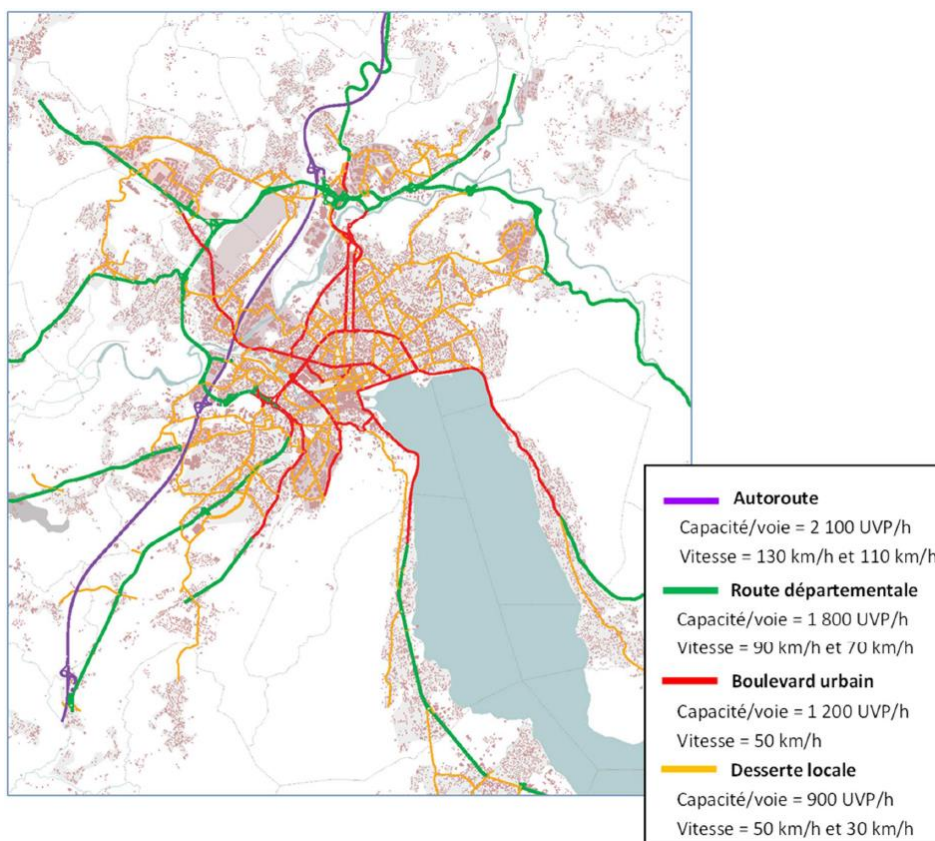 Autoroute
Capacité/voie = 2 100 UVP/h
Vitesse = 130 km/h et 110 km/h
Route départementale
Capacité/voie = 1 800 UVP/h
Vitesse = 90 km/h et 70 km/h
Boulevard urbain
Capacité/voie = 1 200 UVP/h
Vitesse = 50 km/h
Desserte locale
Capacité/voie = 900 UVP/h
Vitesse = 50 km/h et 30 km/h